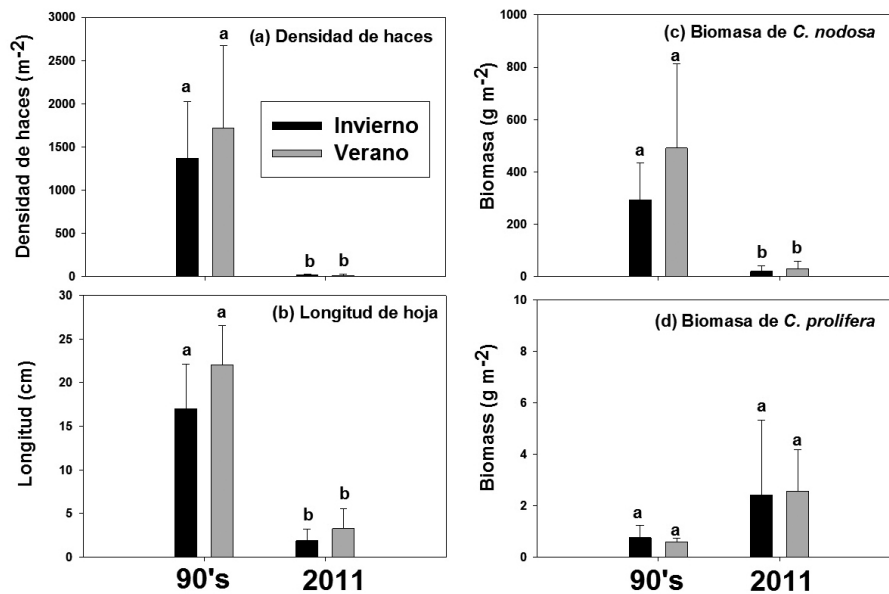 (a) Densidad de haces
Densidad de haces (m-2)
3000
2500
2000
1500
1000
500
0
a
a
b
b
Invierno
Verano
(c) Biomasa de C. nodosa
Biomasa (g m-2)
1000
800
600
400
200
0
a
a
b
b
(b) Longitud de hoja
Longitud (cm)
30
25
20
15
10
5
0
a
a
b
b
90's
2011
(d) Biomasa de C. prolifera
Biomass (g m-2)
10
8
6
4
2
0
a
a
a
a
90's
2011